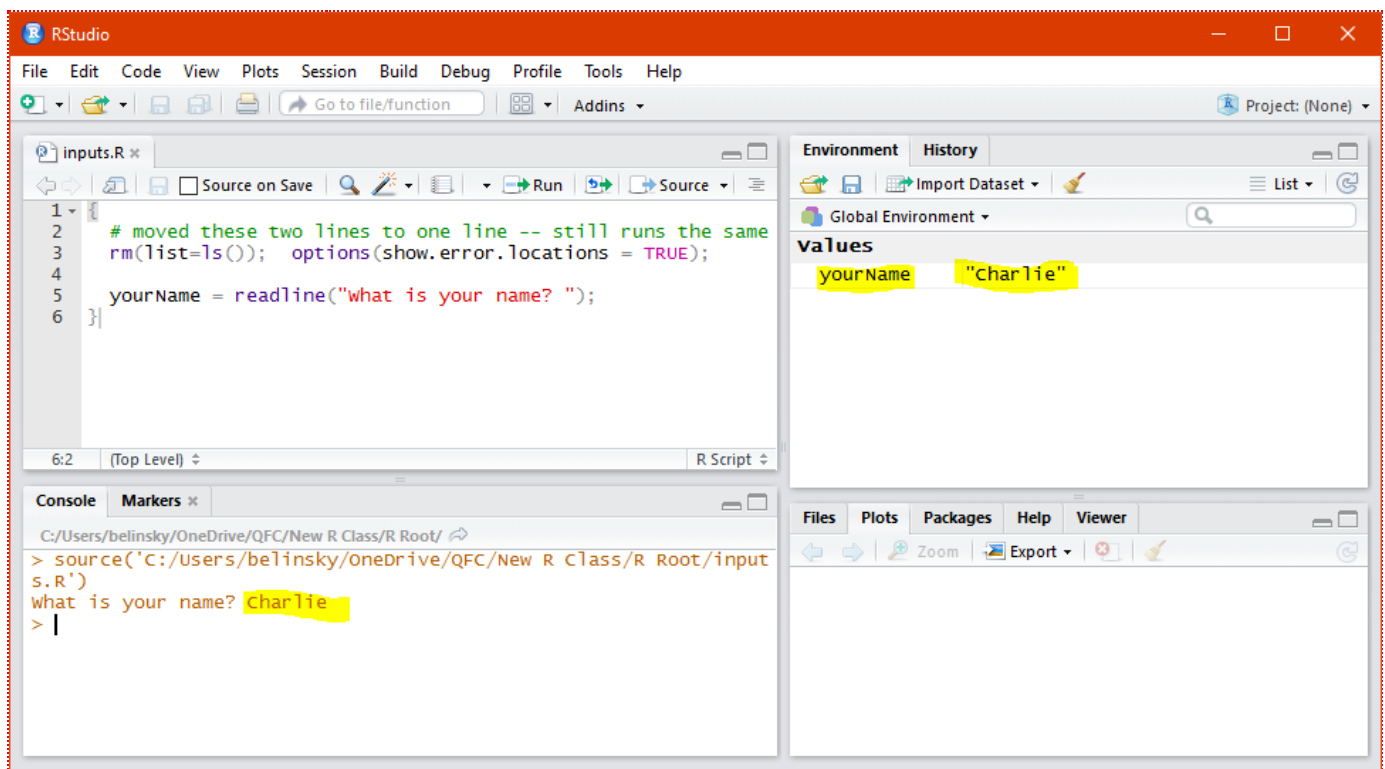 RStudio
File Edit Code View Plots Session Build Debug Profile Tools Help
Go to file/function Addins Project: (None)
inputs.R
Source on Save Run Source
1 {
2 # moved these two lines to one line -- still runs the same
3 rm(list=ls()); options(show.error.locations = TRUE);
4
5 yourName = readline("What is your name? ");
6 }
6:2 (Top Level) R Script
Console Markers
C:/Users/belinsky/OneDrive/QFC/New R Class/R Root/
> source('C:/Users/belinsky/OneDrive/QFC/New R Class/R Root/input
s.R')
What is your name? Charlie
>
Environment History
Import Dataset List
Global Environment
Values
yourName "Charlie"
Files Plots Packages Help Viewer
Zoom Export